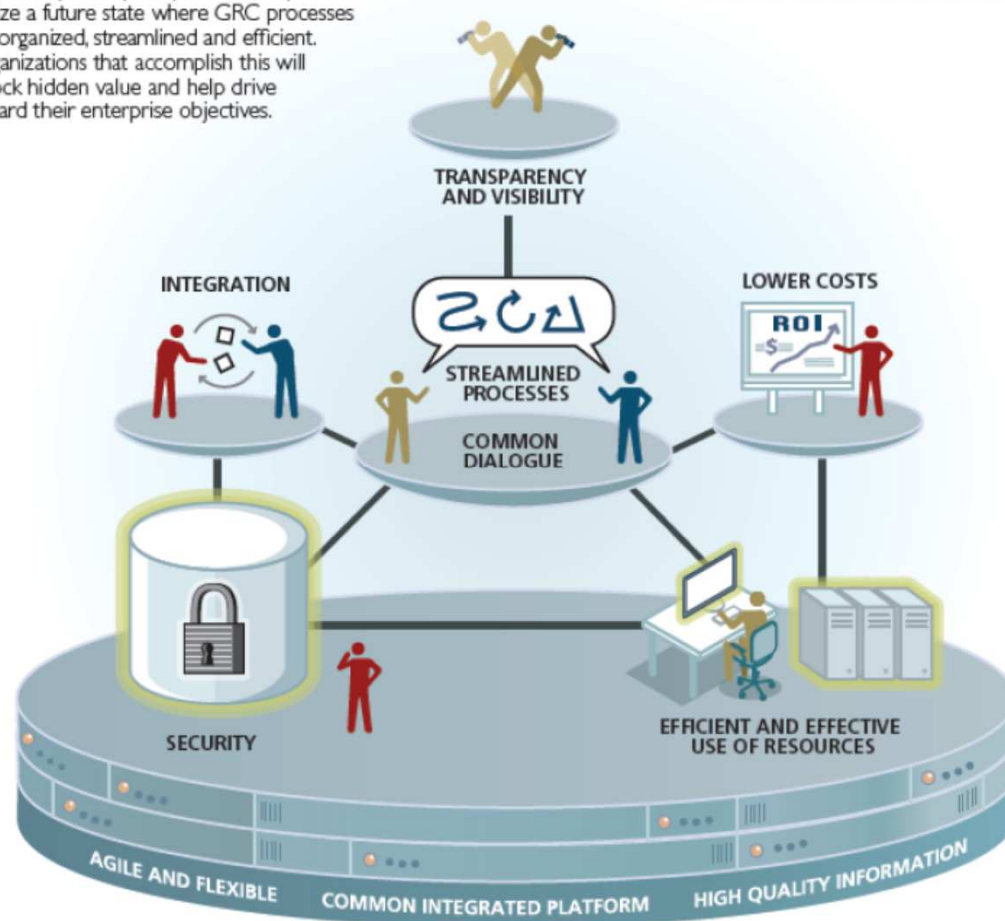 ze a future state where GRC processes
organized, streamlined and efficient.
ganizations that accomplish this will
ock hidden value and help drive
ard their enterprise objectives.
TRANSPARENCY
AND VISIBILITY
INTEGRATION
LOWER COSTS
ROI
$
STREAMLINED
PROCESSES
COMMON
DIALOGUE
SECURITY
EFFICIENT AND EFFECTIVE
USE OF RESOURCES
AGILE AND FLEXIBLE
COMMON INTEGRATED PLATFORM
HIGH QUALITY INFORMATION